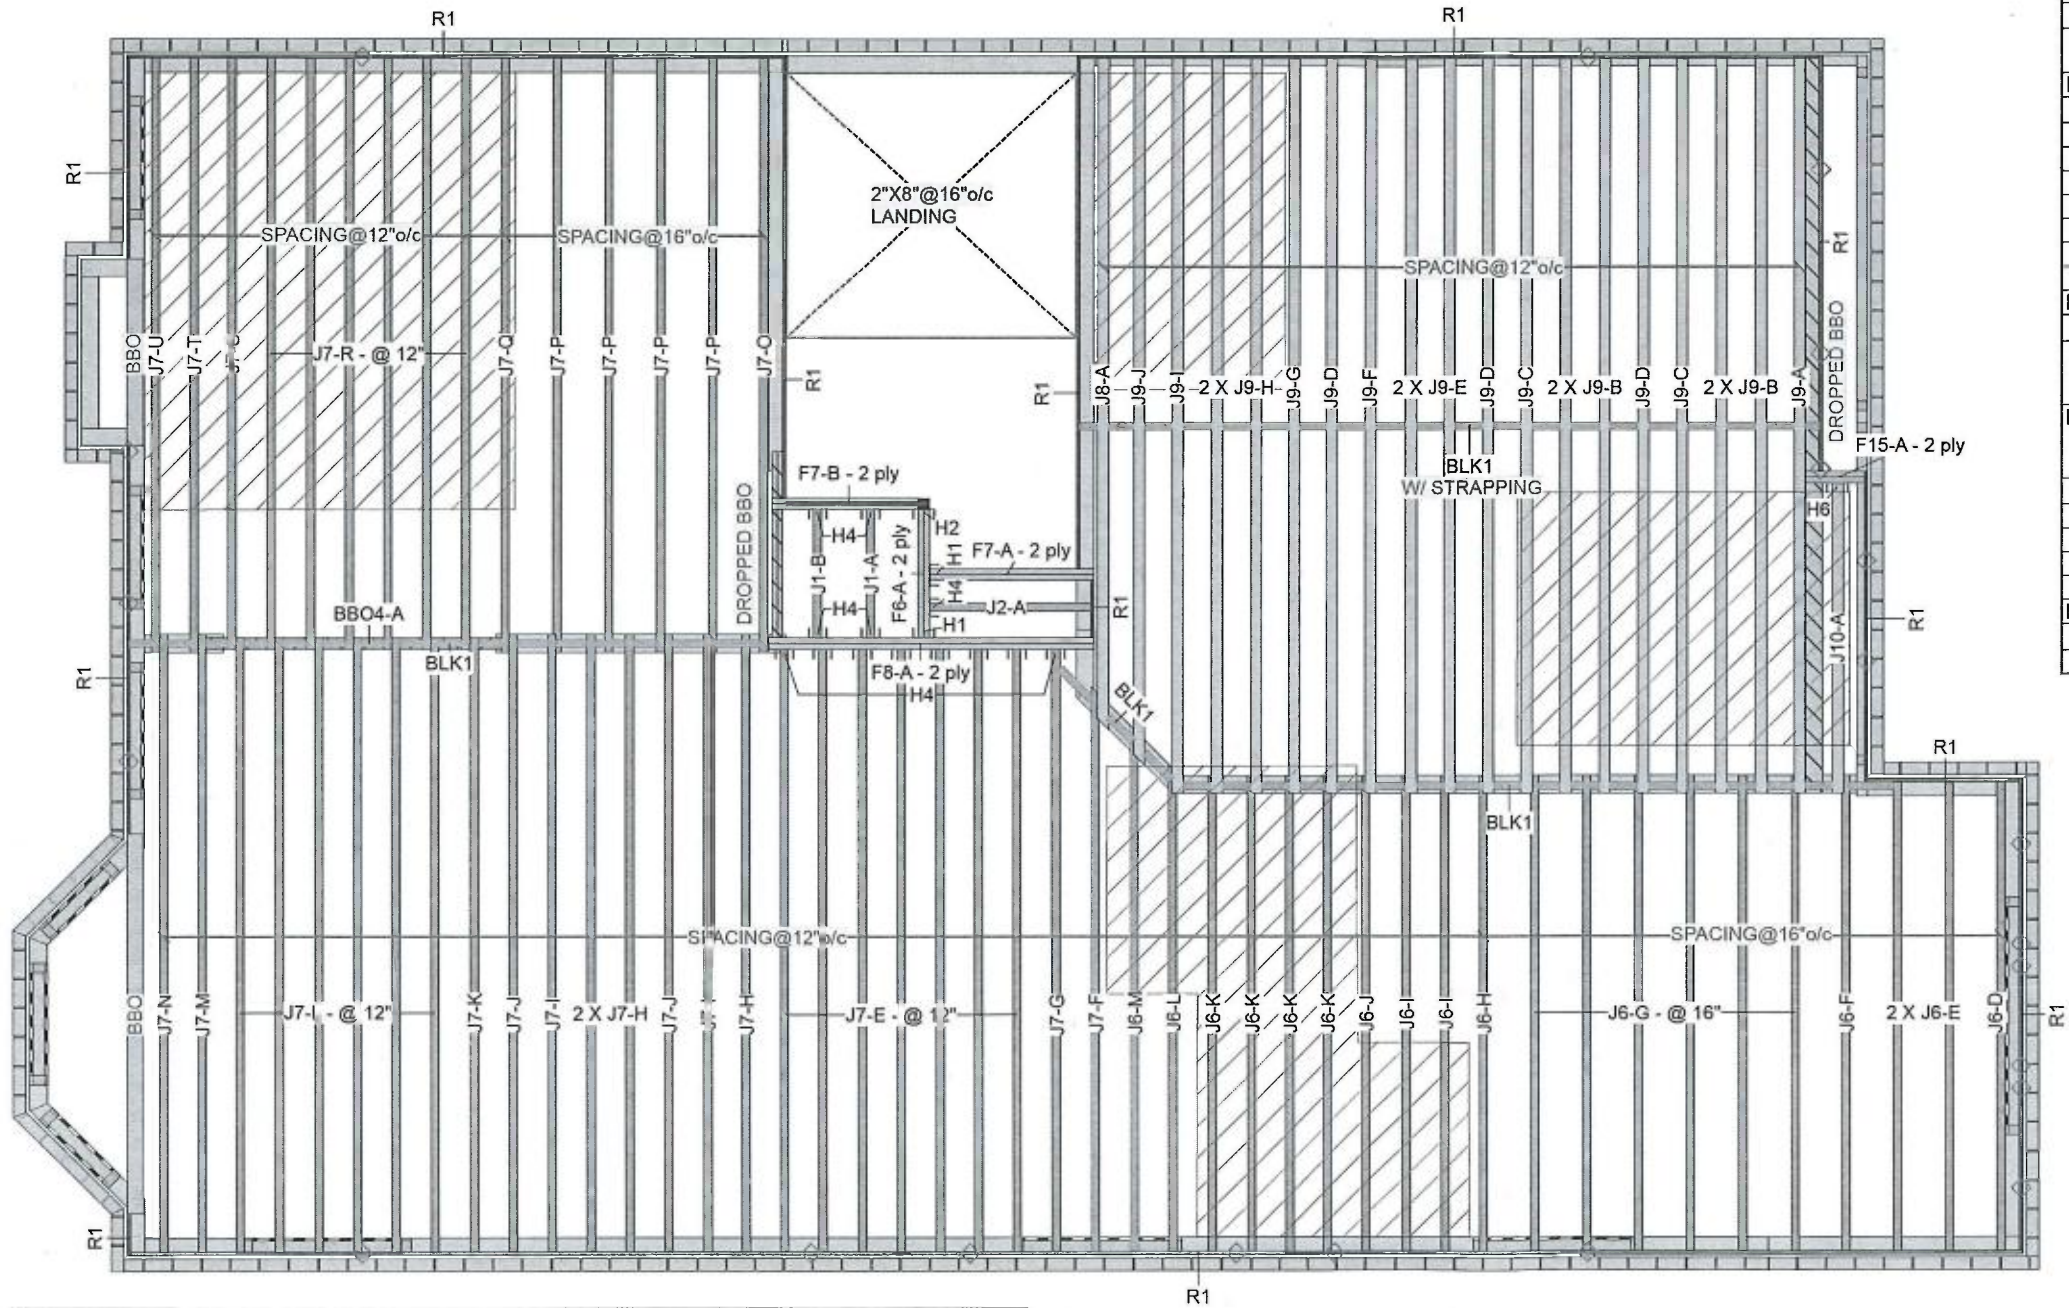 R1
R1
R1
2"X8"@16"o/c
LANDING
SPACING@12"o/c
SPACING@16"o/c
SPACING@12"o/c
R1
DROPPED BBO
BBO
J7-U
J7-T
J7-R - @ 12"
J7-Q
J7-P
J7-P
J7-P
J7-P
J7-O
R1
R1
J8-A
J9-J
J9-I
2 X J9-H
J9-G
J9-D
J9-F
2 X J9-E
J9-D
J9-C
2 X J9-B
J9-D
J9-C
2 X J9-B
J9-A
F15-A - 2 ply
BLK1
W/ STRAPPING
F7-B - 2 ply
DROPPED BBO
H6
H2
H4
J1-B
J1-A
F6-A - 2 ply
H1
F7-A - 2 ply
H4
H4
J2-A
H1
R1
R1
BBO4-A
J10-A
BLK1
F8-A - 2 ply
H4
R1
BLK1
R1
BLK1
SPACING@12"o/c
SPACING@16"o/c
BBO
J7-N
J7-M
J7-L - @ 12"
J7-K
J7-J
J7-I
2 X J7-H
J7-J
J7-H
J7-E - @ 12"
J7-G
J7-F
J6-M
J6-L
J6-K
J6-K
J6-K
J6-K
J6-J
J6-I
J6-I
J6-H
J6-G - @ 16"
J6-F
2 X J6-E
J6-D
R1
R1
R1